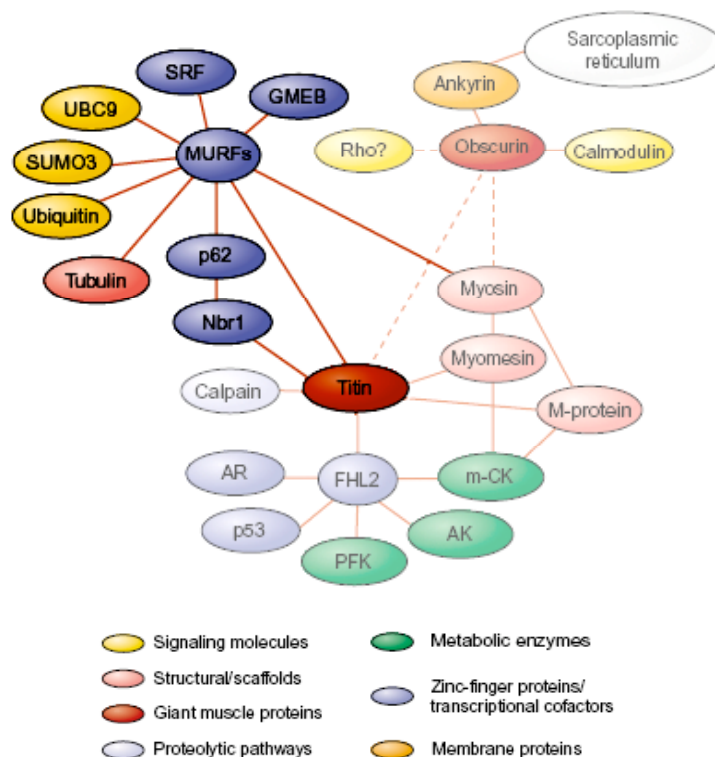 Sarcoplasmic
reticulum
SRF
Ankyrin
GMEB
UBC9
MURFs
Rho?
Obscurin
Calmodulin
SUMO3
Ubiquitin
p62
Tubulin
Myosin
Nbr1
Myomesin
Titin
Calpain
M-protein
AR
FHL2
m-CK
p53
AK
PFK
Signaling molecules
Structural/scaffolds
Giant muscle proteins
Proteolytic pathways
Metabolic enzymes
Zinc-finger proteins/
transcriptional cofactors
Membrane proteins